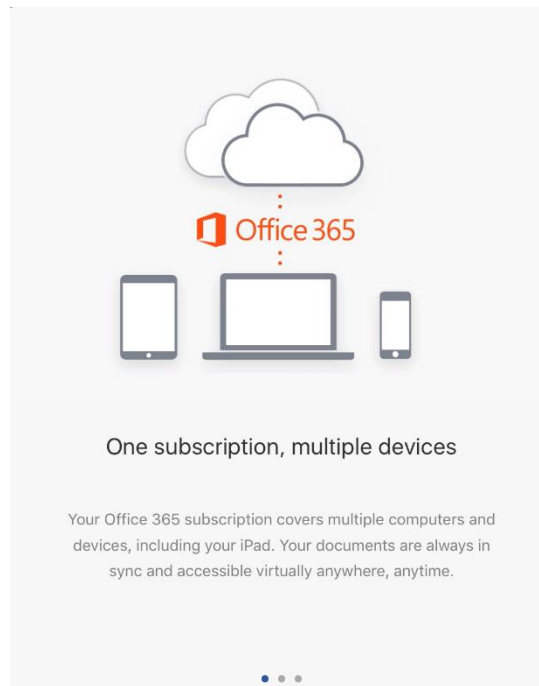 Office 365
One subscription, multiple devices
Your Office 365 subscription covers multiple computers and
devices, including your iPad. Your documents are always in
sync and accessible virtually anywhere, anytime.